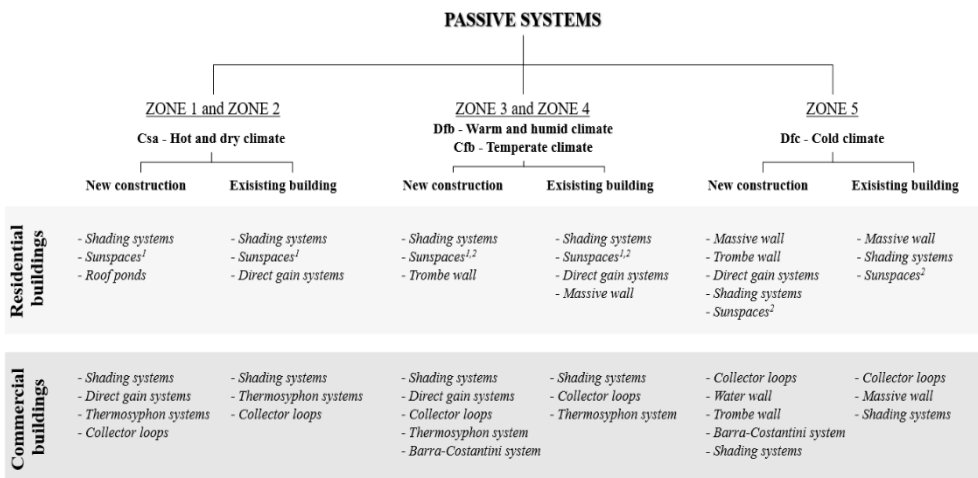 PASSIVE SYSTEMS
ZONE 1 and ZONE 2
Csa - Hot and dry climate
New construction
Exisisting building
ZONE 3 and ZONE 4
Dfb - Warm and humid climate
Cfb - Temperate climate
New construction
Exisisting building
ZONE 5
Dfc - Cold climate
New construction
Exisisting building
Residential
buildings
- Shading systems
- Sunspaces¹
- Roof ponds
- Shading systems
- Sunspaces¹
- Direct gain systems
- Shading systems
- Sunspaces¹,²
- Trombe wall
- Shading systems
- Sunspaces¹,²
- Direct gain systems
- Massive wall
- Massive wall
- Trombe wall
- Direct gain systems
- Shading systems
- Sunspaces²
- Massive wall
- Shading systems
- Sunspaces²
Commercial
buildings
- Shading systems
- Direct gain systems
- Thermosyphon systems
- Collector loops
- Shading systems
- Thermosyphon systems
- Collector loops
- Shading systems
- Direct gain systems
- Collector loops
- Thermosyphon system
- Barra-Costantini system
- Shading systems
- Collector loops
- Thermosyphon system
- Collector loops
- Water wall
- Trombe wall
- Barra-Costantini system
- Shading systems
- Collector loops
- Massive wall
- Shading systems